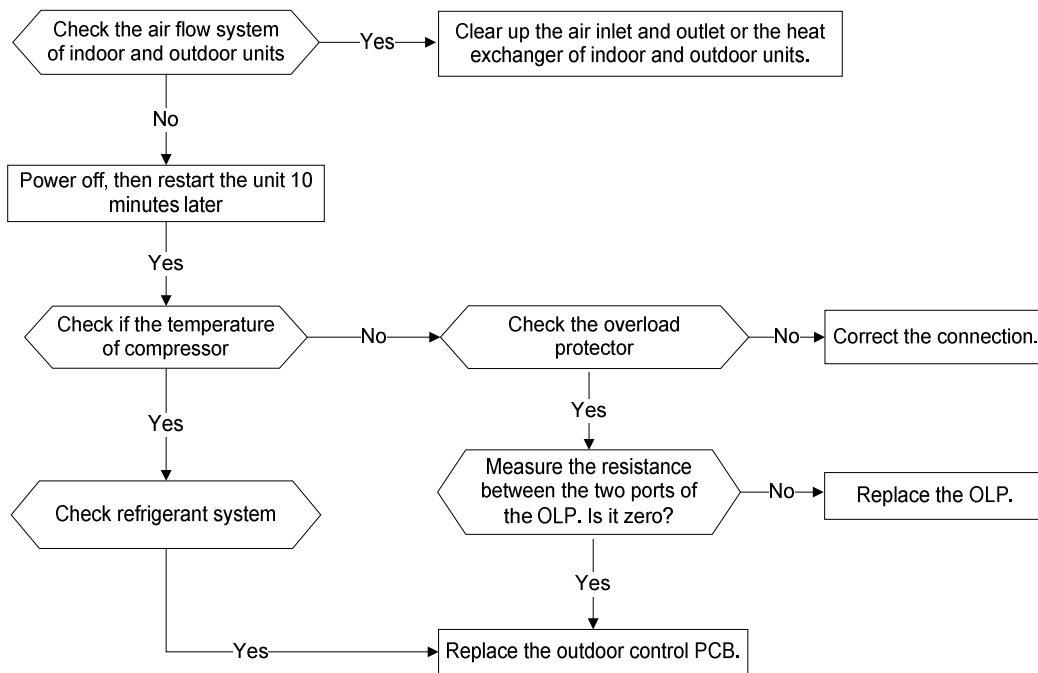 Check the air flow system
of indoor and outdoor units
Yes
Clear up the air inlet and outlet or the heat
exchanger of indoor and outdoor units.
No
Power off, then restart the unit 10
minutes later
Yes
Check if the temperature
of compressor
No
Check the overload
protector
No
Correct the connection.
Yes
Yes
Measure the resistance
between the two ports of
the OLP. Is it zero?
No
Replace the OLP.
Check refrigerant system
Yes
Yes
Replace the outdoor control PCB.